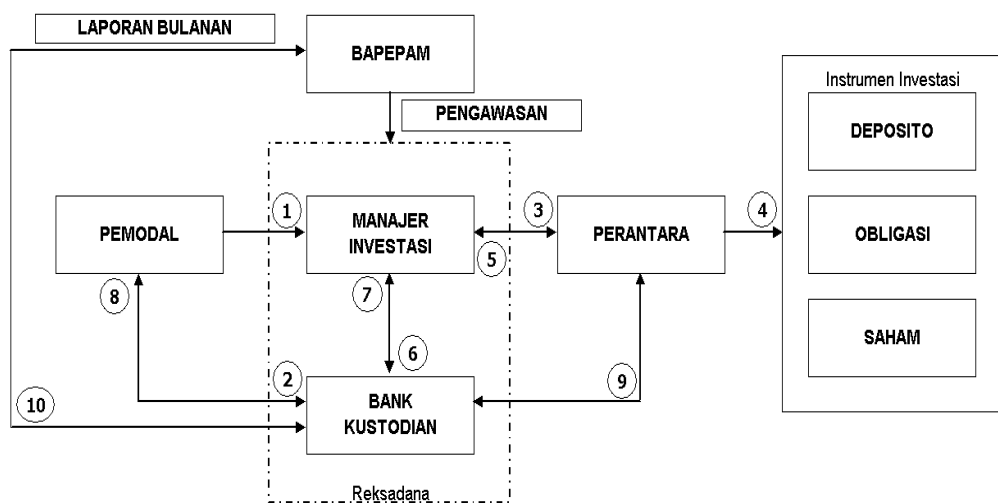 LAPORAN BULANAN
BAPEPAM
PENGAWASAN
Instrumen Investasi
DEPOSITO
OBLIGASI
SAHAM
PEMODAL
1
MANAJER
INVESTASI
3
5
PERANTARA
4
8
7
6
2
BANK
KUSTODIAN
9
10
Reksadana